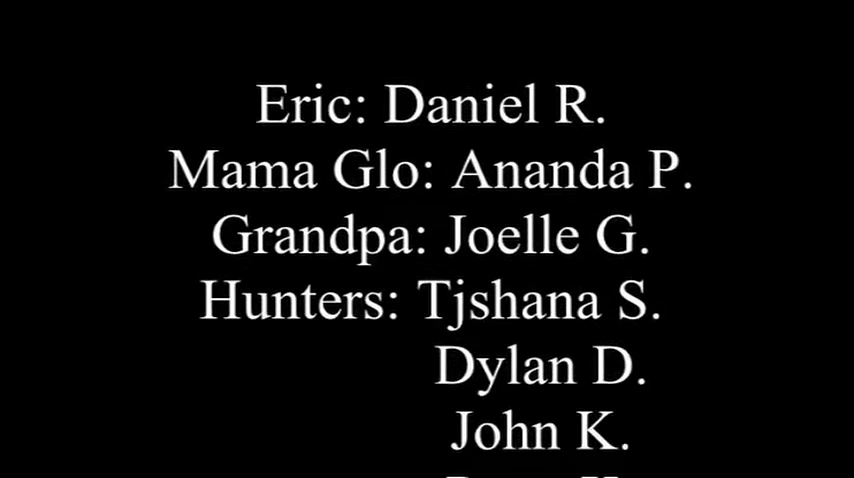 Eric: Daniel R.
Mama Glo: Ananda P.
Grandpa: Joelle G.
Hunters: Tjshana S.
Dylan D.
John K.